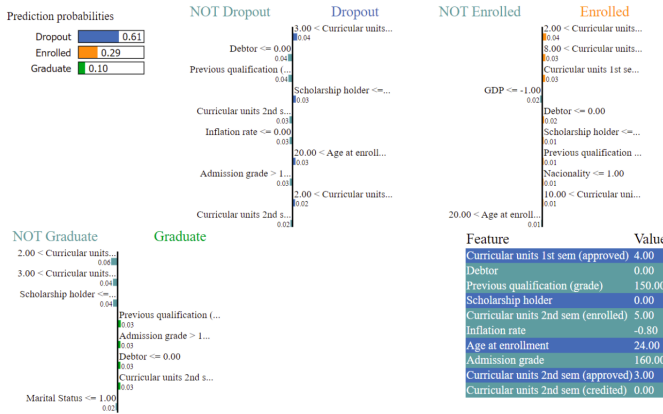 Prediction probabilities
Dropout 0.61
Enrolled 0.29
Graduate 0.10
NOT Dropout Dropout
3.00 < Curricular units...
0.04
Debtor <= 0.00
0.04
Previous qualification (...
0.04
Scholarship holder <=...
0.03
Curricular units 2nd s...
0.03
Inflation rate <= 0.00
0.03
20.00 < Age at enroll...
0.03
Admission grade > 1...
0.03
2.00 < Curricular units...
0.02
Curricular units 2nd s...
0.02
NOT Enrolled Enrolled
2.00 < Curricular units...
0.04
8.00 < Curricular units...
0.03
Curricular units 1st se...
0.03
GDP <= -1.00
0.02
Debtor <= 0.00
0.02
Scholarship holder <=...
0.01
Previous qualification ...
0.01
Nacionality <= 1.00
0.01
10.00 < Curricular uni...
0.01
20.00 < Age at enroll...
0.01
NOT Graduate Graduate
2.00 < Curricular units...
0.06
3.00 < Curricular units...
0.04
Scholarship holder <=...
0.04
Previous qualification (...
0.03
Admission grade > 1...
0.03
Debtor <= 0.00
0.03
Curricular units 2nd s...
0.03
Marital Status <= 1.00
0.02
Feature Value
Curricular units 1st sem (approved) 4.00
Debtor 0.00
Previous qualification (grade) 150.00
Scholarship holder 0.00
Curricular units 2nd sem (enrolled) 5.00
Inflation rate -0.80
Age at enrollment 24.00
Admission grade 160.00
Curricular units 2nd sem (approved) 3.00
Curricular units 2nd sem (credited) 0.00